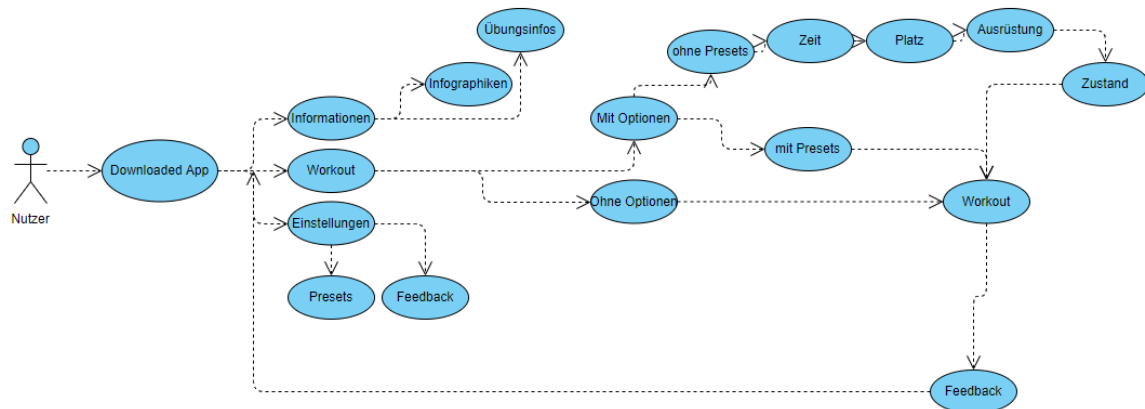 Übungsinfos
ohne Presets
Zeit
Platz
Ausrüstung
Infographiken
Zustand
Informationen
Mit Optionen
mit Presets
Downloaded App
Workout
Nutzer
Ohne Optionen
Workout
Einstellungen
Presets
Feedback
Feedback